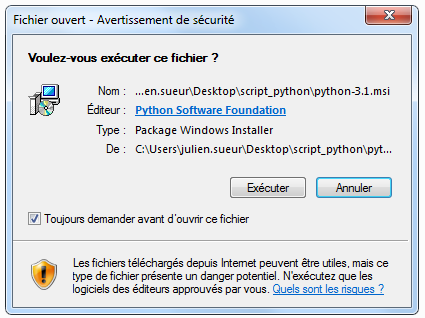 Fichier ouvert - Avertissement de sécurité
Voulez-vous exécuter ce fichier ?
Nom : ...en.sueur\Desktop\script_python\python-3.1.msi
Éditeur : Python Software Foundation
Type : Package Windows Installer
De : C:\Users\julien.sueur\Desktop\script_python\pyt...
Exécuter Annuler
Toujours demander avant d'ouvrir ce fichier
Les fichiers téléchargés depuis Internet peuvent être utiles, mais ce
type de fichier présente un danger potentiel. N'exécutez que les
logiciels des éditeurs approuvés par vous. Quels sont les risques ?